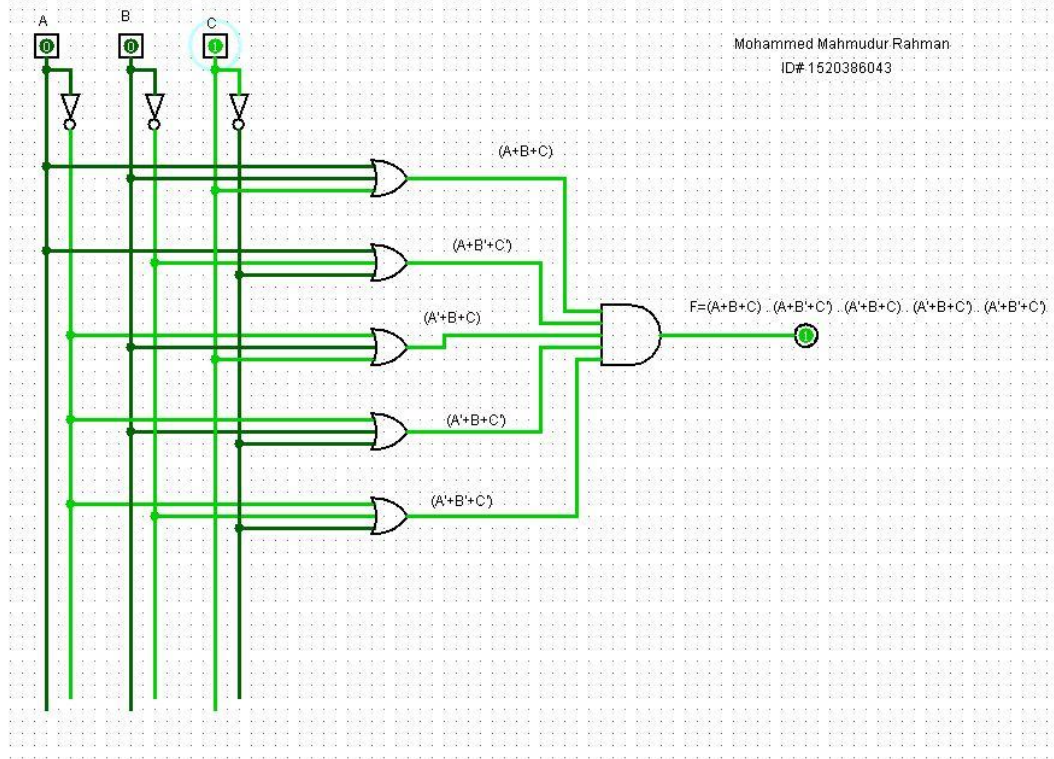 A
B
C
0
0
1
Mohammed Mahmudur Rahman
ID# 1520386043
(A+B+C)
(A+B'+C')
(A'+B+C)
(A'+B+C')
(A'+B'+C')
F=(A+B+C) . (A+B'+C') . (A'+B+C) . (A'+B+C') . (A'+B'+C')
1